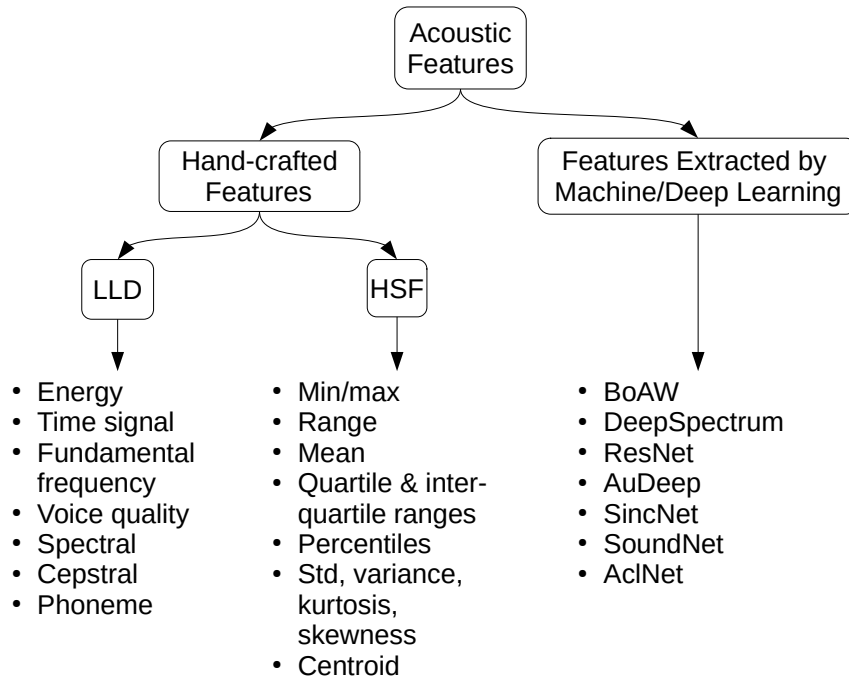 Acoustic
Features
Hand-crafted
Features
Features Extracted by
Machine/Deep Learning
LLD
HSF
• Energy
• Time signal
• Fundamental
frequency
• Voice quality
• Spectral
• Cepstral
• Phoneme
• Min/max
• Range
• Mean
• Quartile & inter-
quartile ranges
• Percentiles
• Std, variance,
kurtosis,
skewness
• Centroid
• BoAW
• DeepSpectrum
• ResNet
• AuDeep
• SincNet
• SoundNet
• AclNet